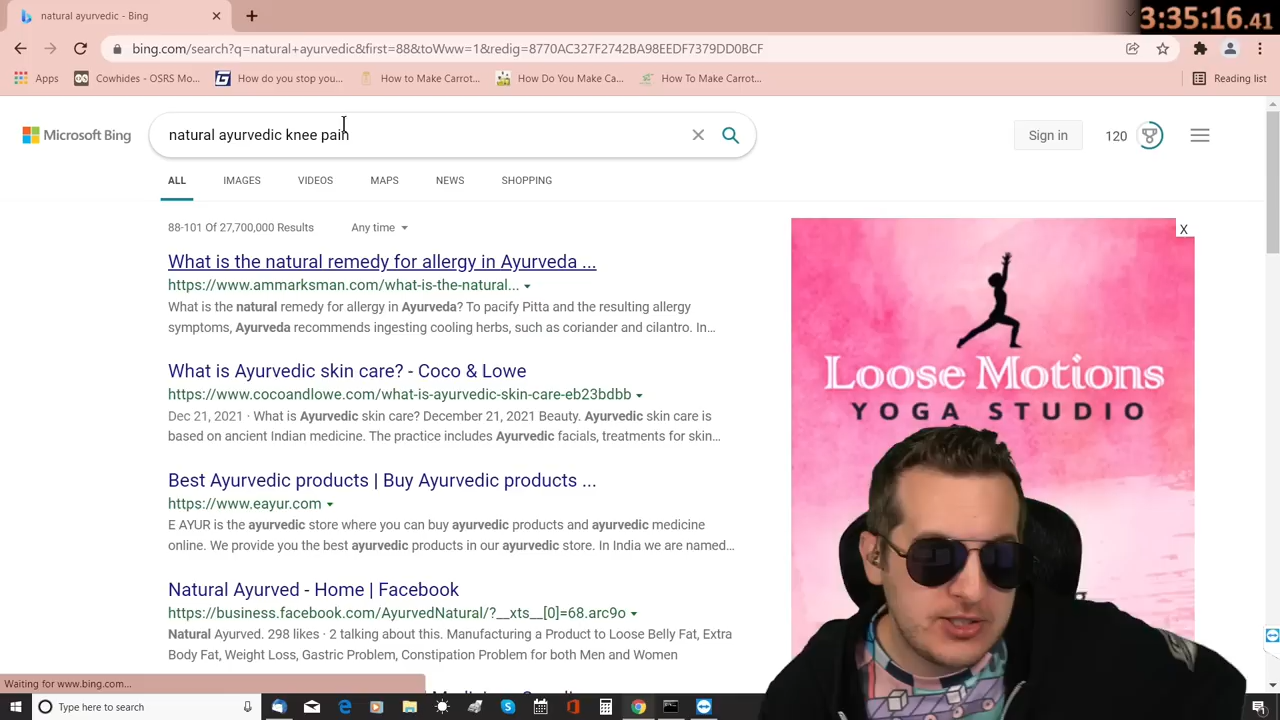 natural ayurvedic - Bing
3:35:16.41
bing.com/search?q=natural+ayurvedic&first=88&toWww=1&redig=8770AC327F2742BA98EEDF7379DD0BCF
Apps
Cowhides - OSRS Mo...
How do you stop you...
How to Make Carrot...
How Do You Make Ca...
How To Make Carrot...
Reading list
Microsoft Bing
natural ayurvedic knee pain
Sign in
120
ALL
IMAGES
VIDEOS
MAPS
NEWS
SHOPPING
88-101 Of 27,700,000 Results
Any time
What is the natural remedy for allergy in Ayurveda ...
https://www.ammarksman.com/what-is-the-natural...
What is the natural remedy for allergy in Ayurveda? To pacify Pitta and the resulting allergy
symptoms, Ayurveda recommends ingesting cooling herbs, such as coriander and cilantro. In...
What is Ayurvedic skin care? - Coco & Lowe
https://www.cocoandlowe.com/what-is-ayurvedic-skin-care-eb23bdbb
Dec 21, 2021 · What is Ayurvedic skin care? December 21, 2021 Beauty. Ayurvedic skin care is
based on ancient Indian medicine. The practice includes Ayurvedic facials, treatments for skin...
Best Ayurvedic products | Buy Ayurvedic products ...
https://www.eayur.com
E AYUR is the ayurvedic store where you can buy ayurvedic products and ayurvedic medicine
online. We provide you the best ayurvedic products in our ayurvedic store. In India we are named...
Natural Ayurved - Home | Facebook
https://business.facebook.com/AyurvedNatural/?__xts__[0]=68.arc9o
Natural Ayurved. 298 likes · 2 talking about this. Manufacturing a Product to Loose Belly Fat, Extra
Body Fat, Weight Loss, Gastric Problem, Constipation Problem for both Men and Women
X
Loose Motions
YOGA STUDIO
Waiting for www.bing.com...
Type here to search